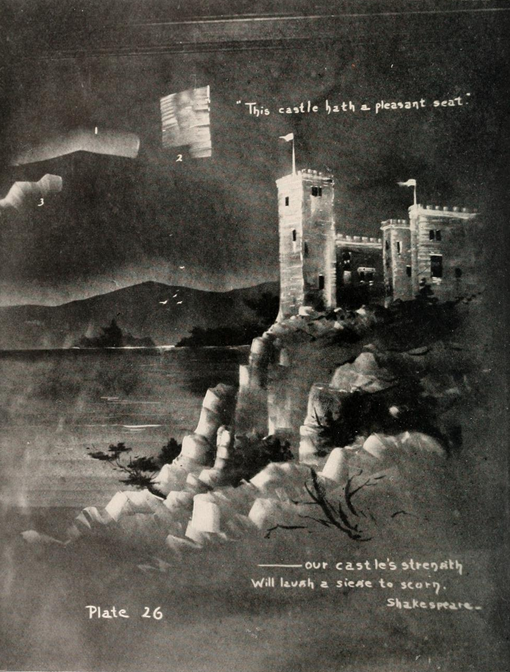 1
2
3
"This castle hath a pleasant seat."
—our castle's strength
Will laugh a siege to scorn.
Shakespeare—
Plate 26